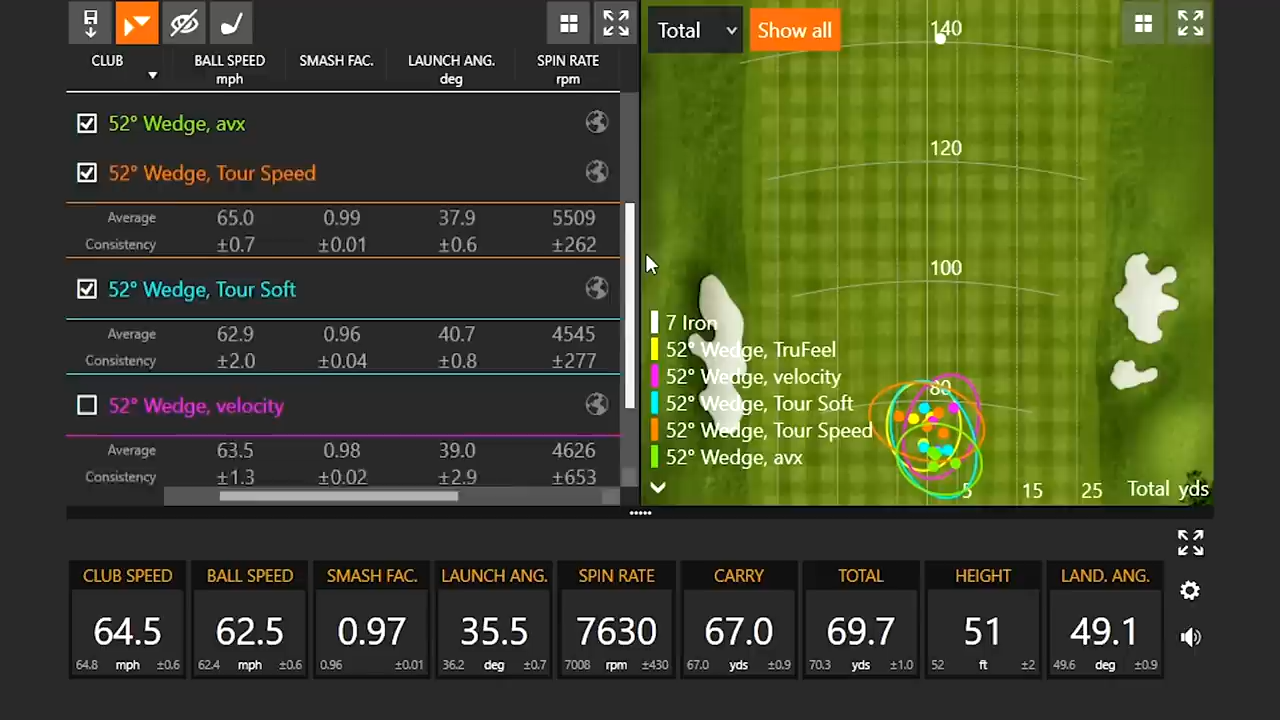 CLUB BALL SPEED SMASH FAC. LAUNCH ANG. SPIN RATE
mph deg rpm
52° Wedge, avx
52° Wedge, Tour Speed
Average 65.0 0.99 37.9 5509
Consistency ±0.7 ±0.01 ±0.6 ±262
52° Wedge, Tour Soft
Average 62.9 0.96 40.7 4545
Consistency ±2.0 ±0.04 ±0.8 ±277
52° Wedge, velocity
Average 63.5 0.98 39.0 4626
Consistency ±1.3 ±0.02 ±2.9 ±653
Total Show all
140
120
100
80
7 Iron
52° Wedge, TruFeel
52° Wedge, velocity
52° Wedge, Tour Soft
52° Wedge, Tour Speed
52° Wedge, avx
5 15 25 Total yds
CLUB SPEED BALL SPEED SMASH FAC. LAUNCH ANG. SPIN RATE CARRY TOTAL HEIGHT LAND. ANG.
64.5 62.5 0.97 35.5 7630 67.0 69.7 51 49.1
64.8 mph ±0.6 62.4 mph ±0.6 0.96 ±0.01 36.2 deg ±0.7 7008 rpm ±430 67.0 yds ±0.9 70.3 yds ±1.0 52 ft ±2 49.6 deg ±0.9